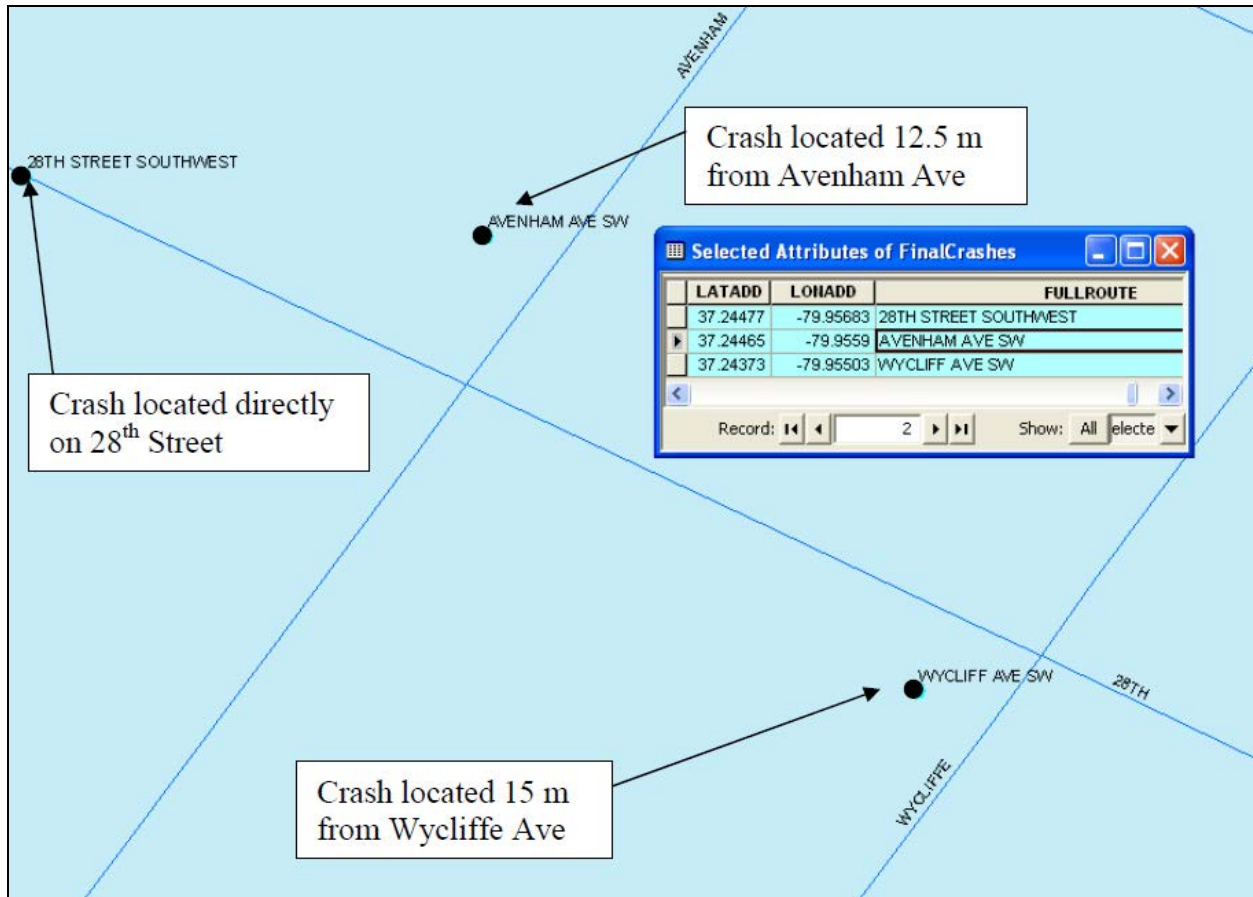 AVENHAM
Crash located 12.5 m
from Avenham Ave
28TH STREET SOUTHWEST
AVENHAM AVE SW
Selected Attributes of FinalCrashes
LATADD LONADD FULLROUTE
37.24477 -79.95683 28TH STREET SOUTHWEST
37.24465 -79.9559 AVENHAM AVE SW
37.24373 -79.95503 WYCLIFF AVE SW
Record: 2 Show: All electe
Crash located directly
on 28th Street
WYCLIFF AVE SW
28TH
WYCLIFFE
Crash located 15 m
from Wycliffe Ave